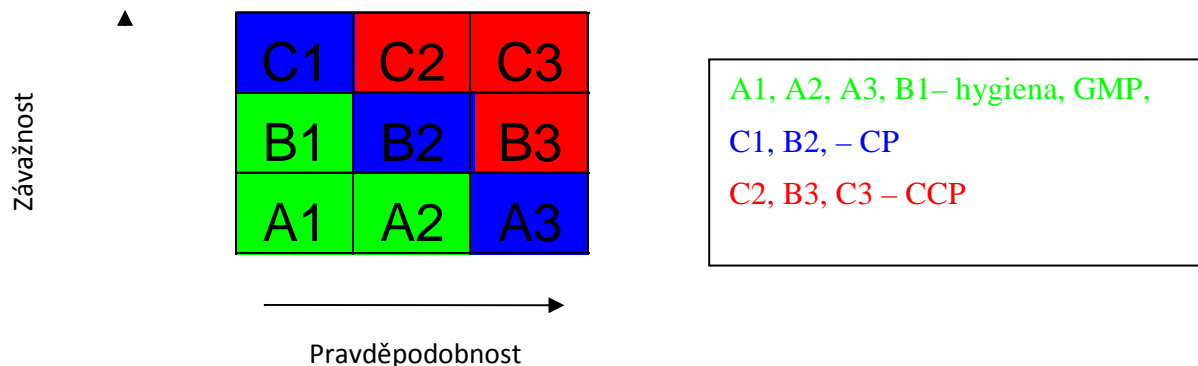 Závažnost
C1 C2 C3
B1 B2 B3
A1 A2 A3
Pravděpodobnost
A1, A2, A3, B1– hygiena, GMP,
C1, B2, – CP
C2, B3, C3 – CCP